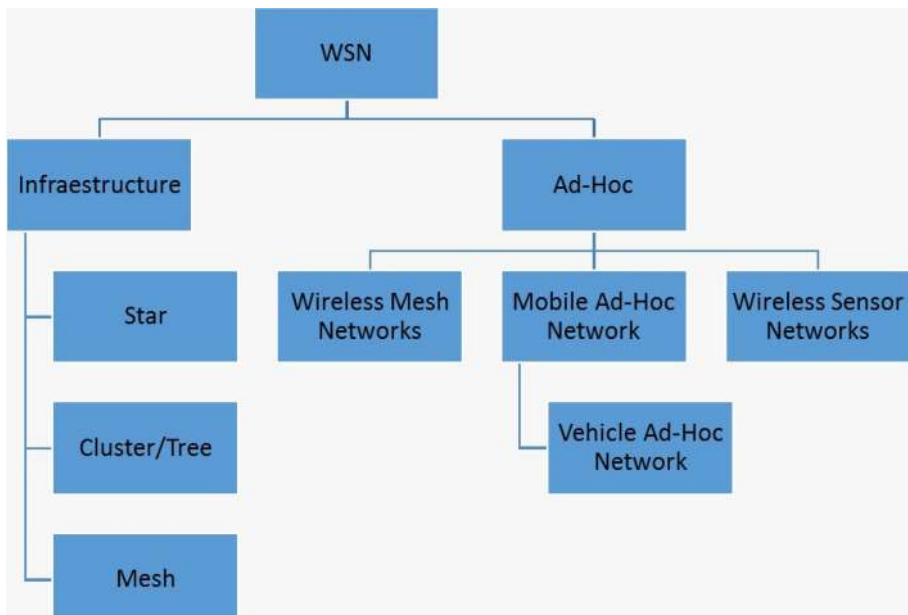 WSN
Infraestructure
Ad-Hoc
Star
Wireless Mesh
Networks
Mobile Ad-Hoc
Network
Wireless Sensor
Networks
Cluster/Tree
Vehicle Ad-Hoc
Network
Mesh